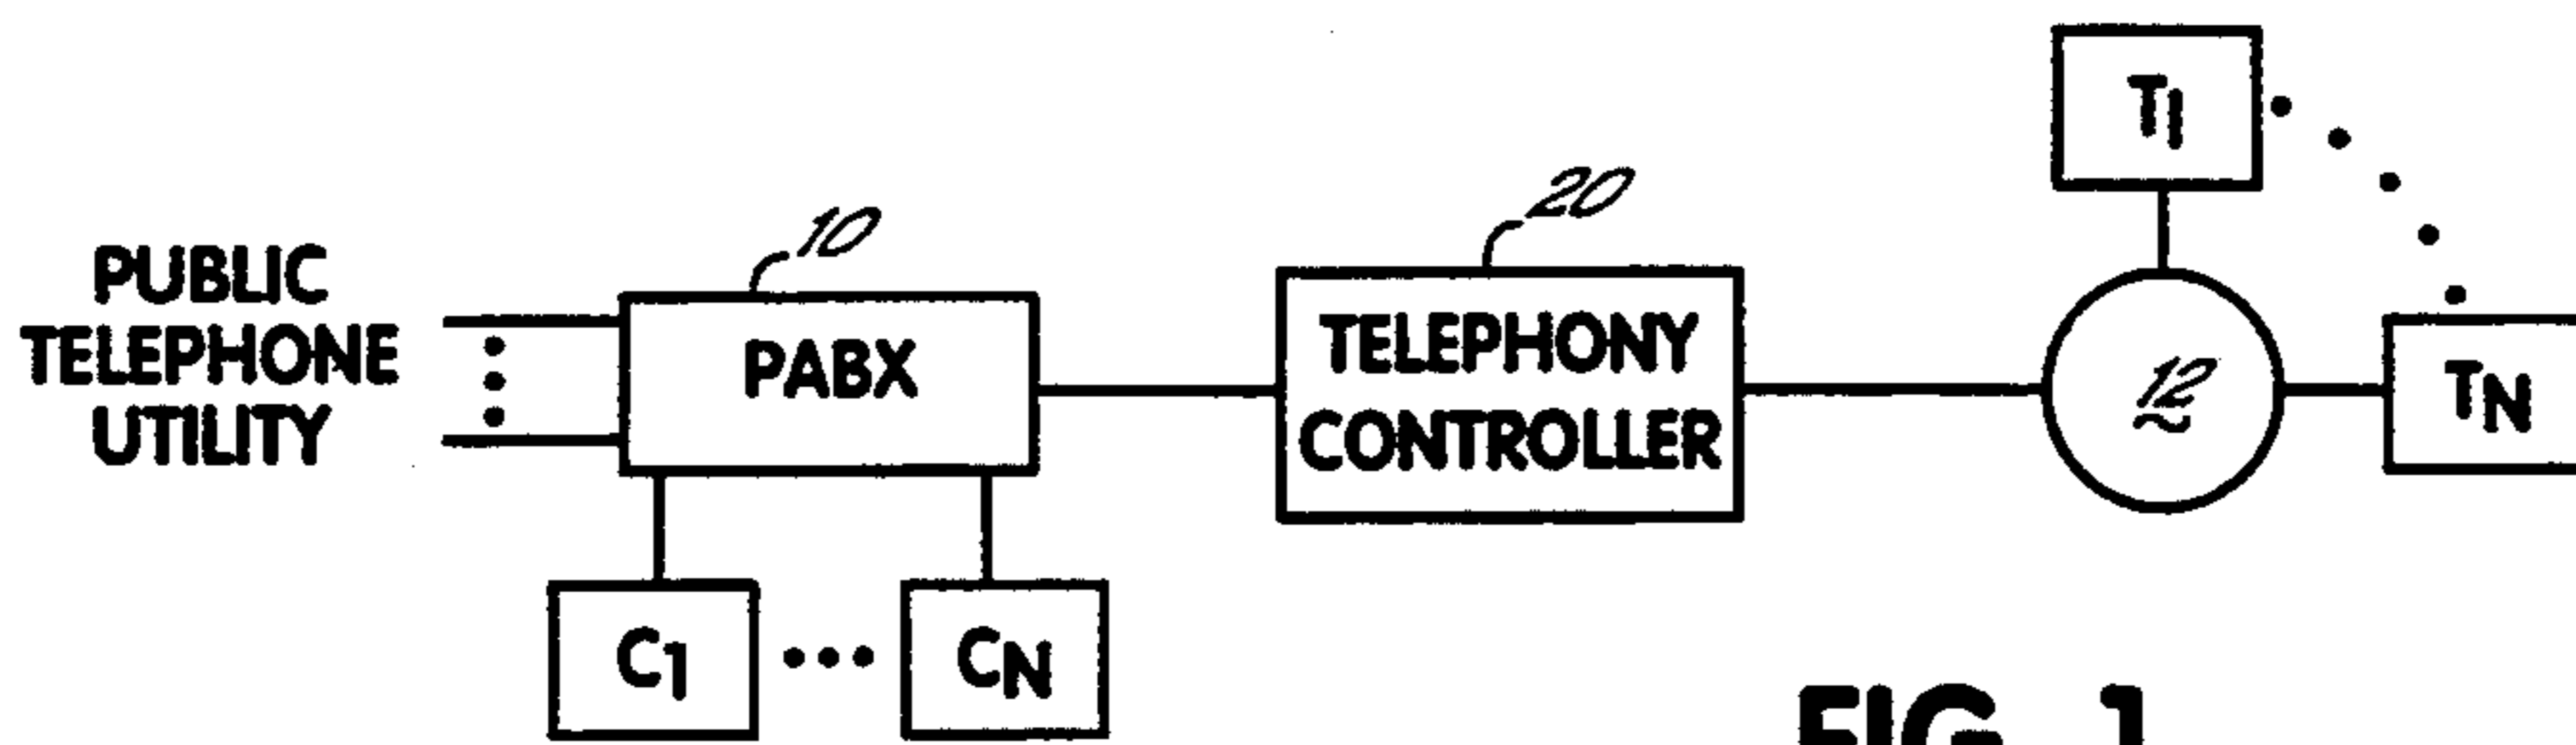 PUBLIC
TELEPHONE
UTILITY
10
PABX
C1
CN
20
TELEPHONY
CONTROLLER
T1
12
TN
FIG. 1